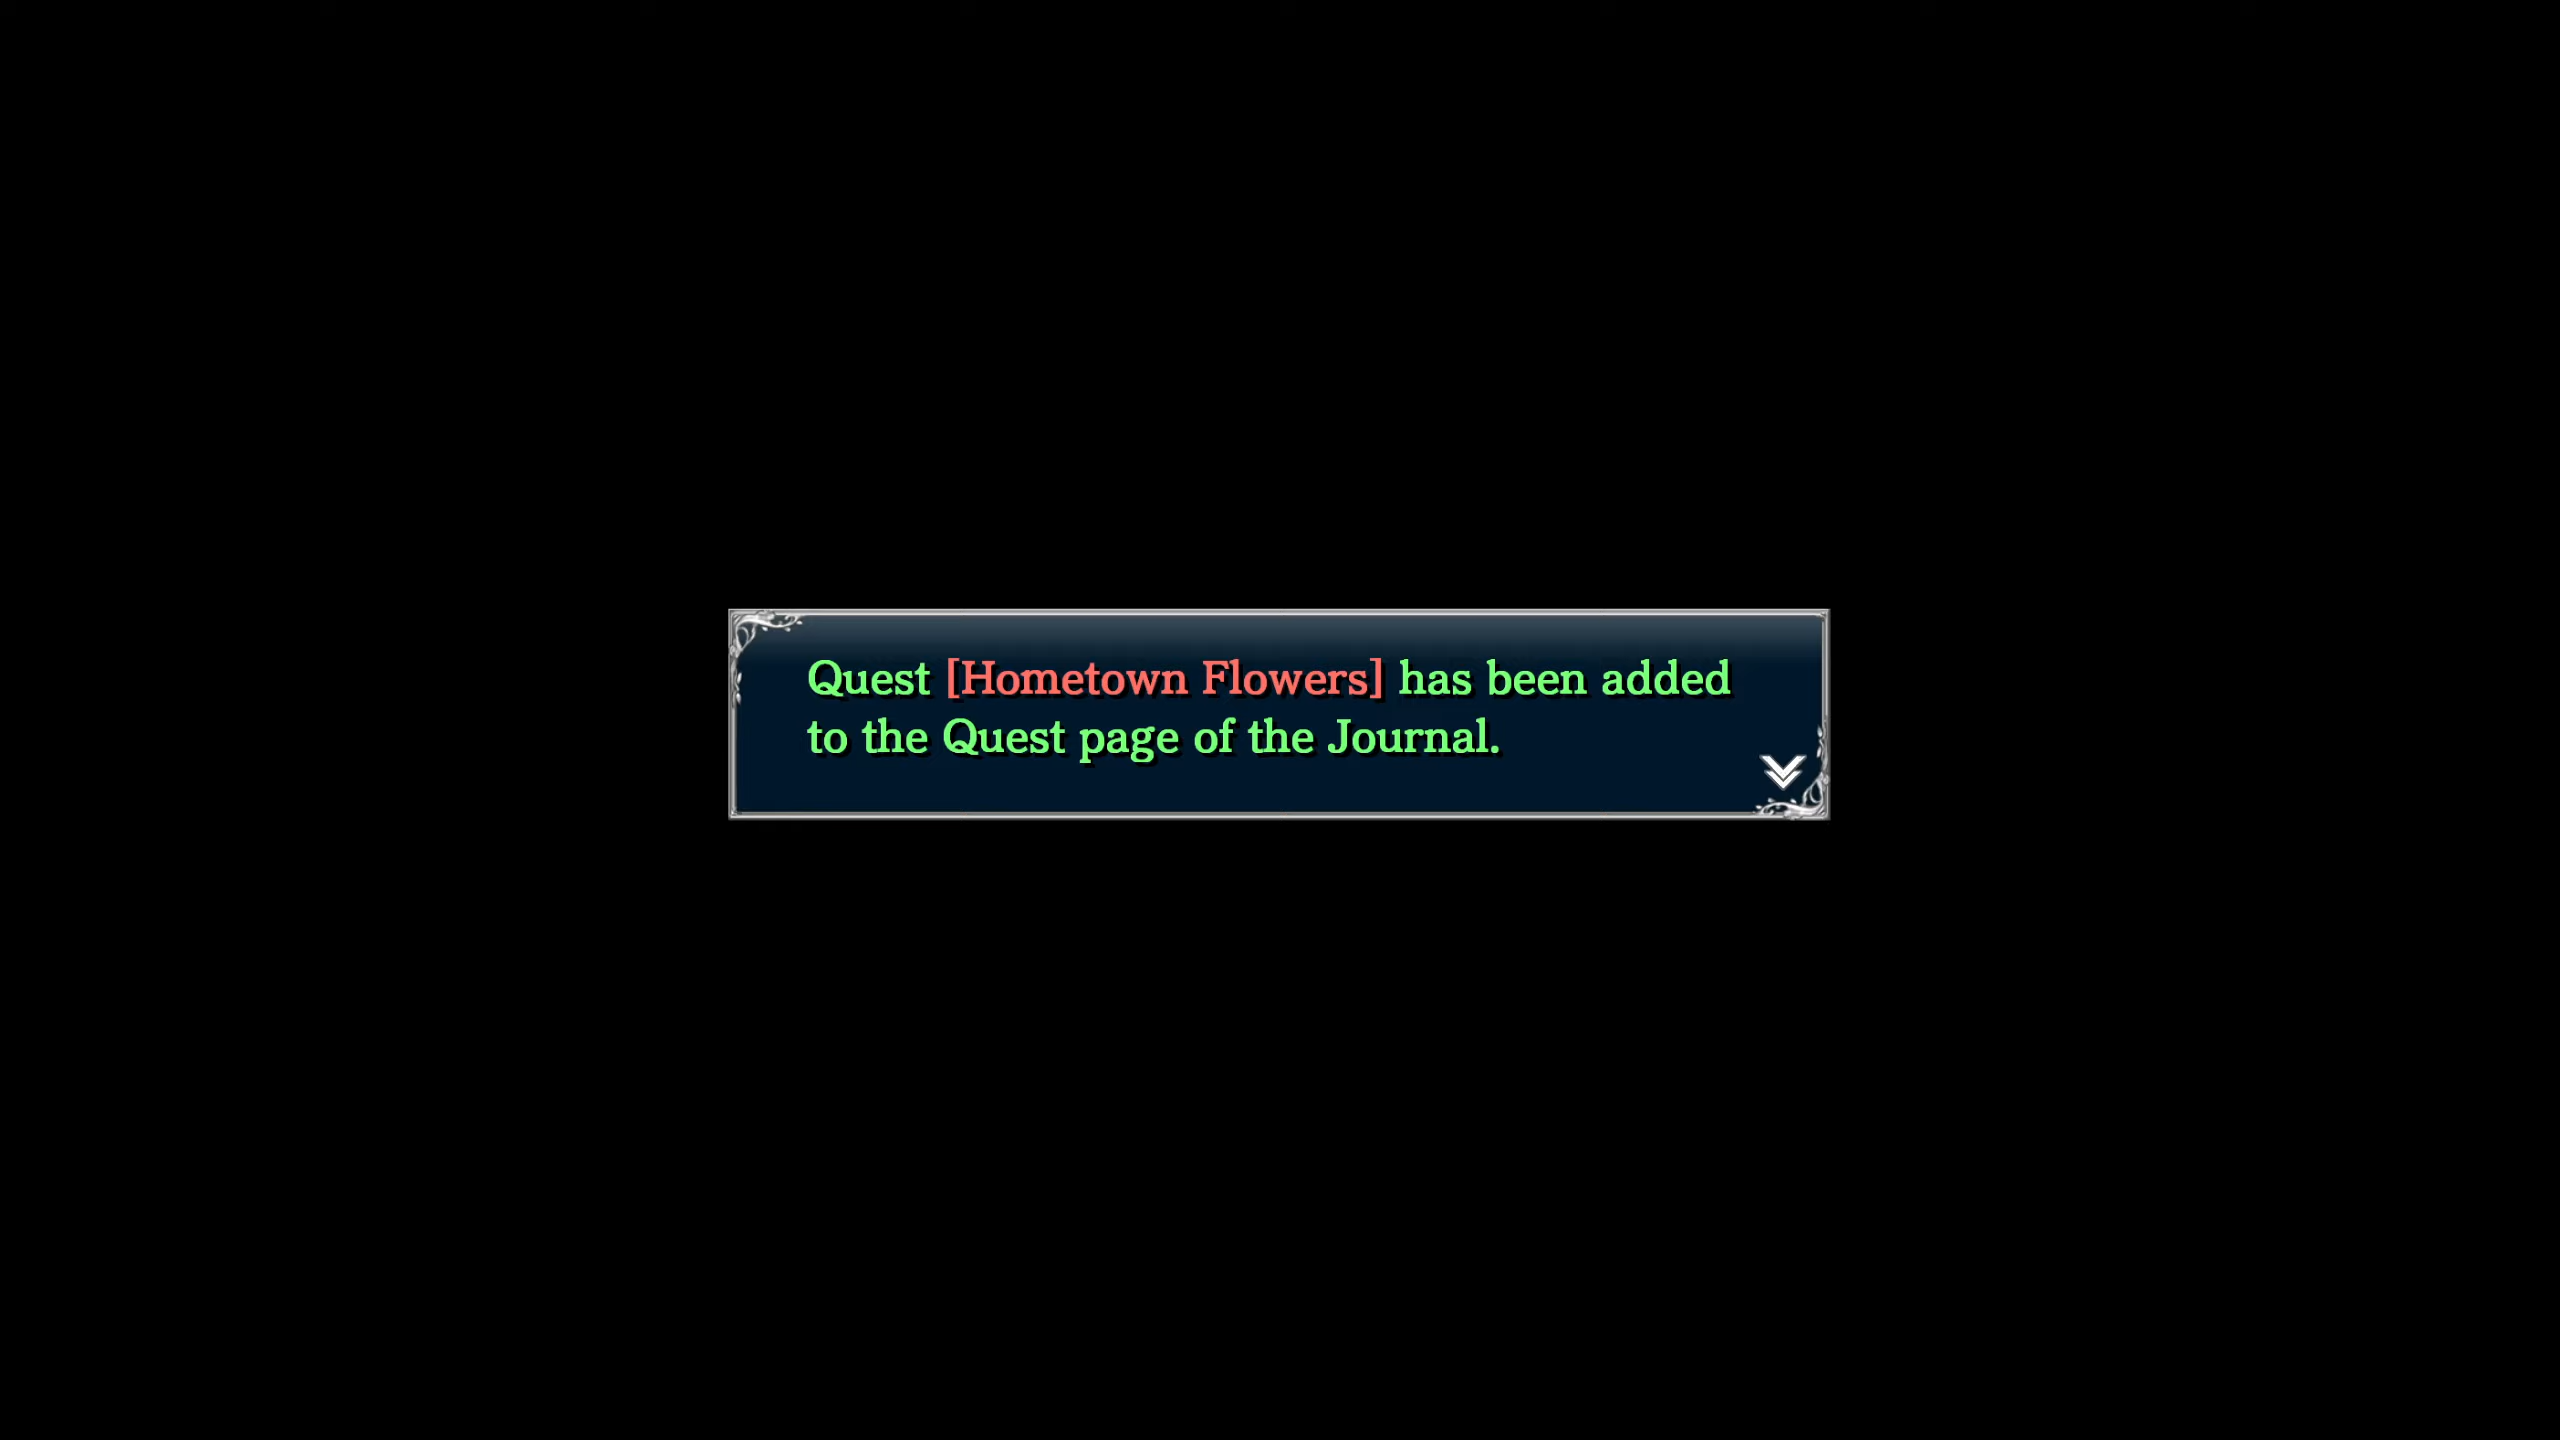 Quest [Hometown Flowers] has been added
to the Quest page of the Journal.